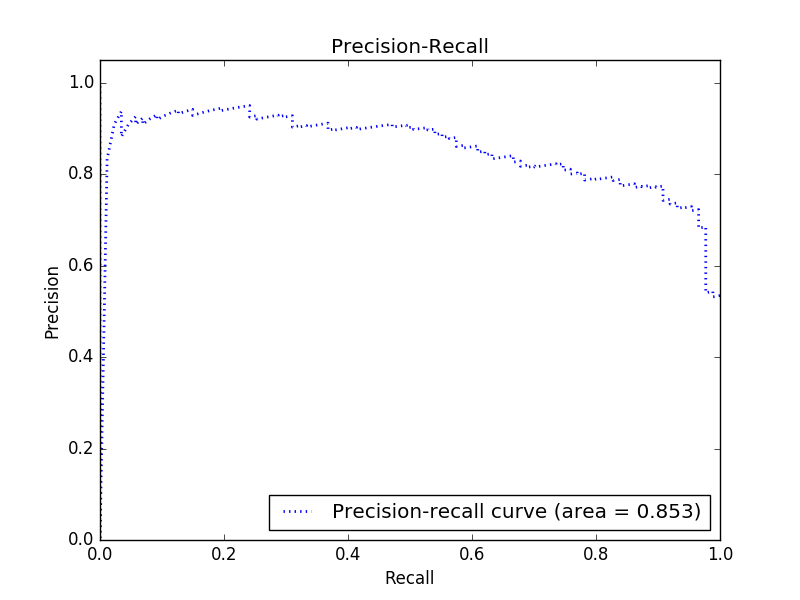 Precision-Recall
1.0
0.8
0.6
0.4
0.2
0.0
Precision
Precision-recall curve (area = 0.853)
0.0 0.2 0.4 0.6 0.8 1.0
Recall